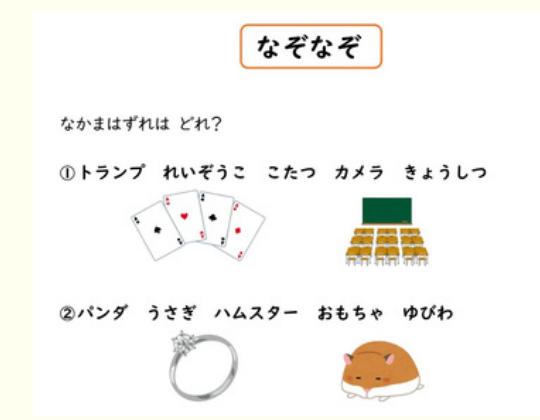 なぞなぞ
なかまはずれは どれ?
①トランプ れいぞうこ こたつ カメラ きょうしつ
②パンダ うさぎ ハムスター おもちゃ ゆびわ